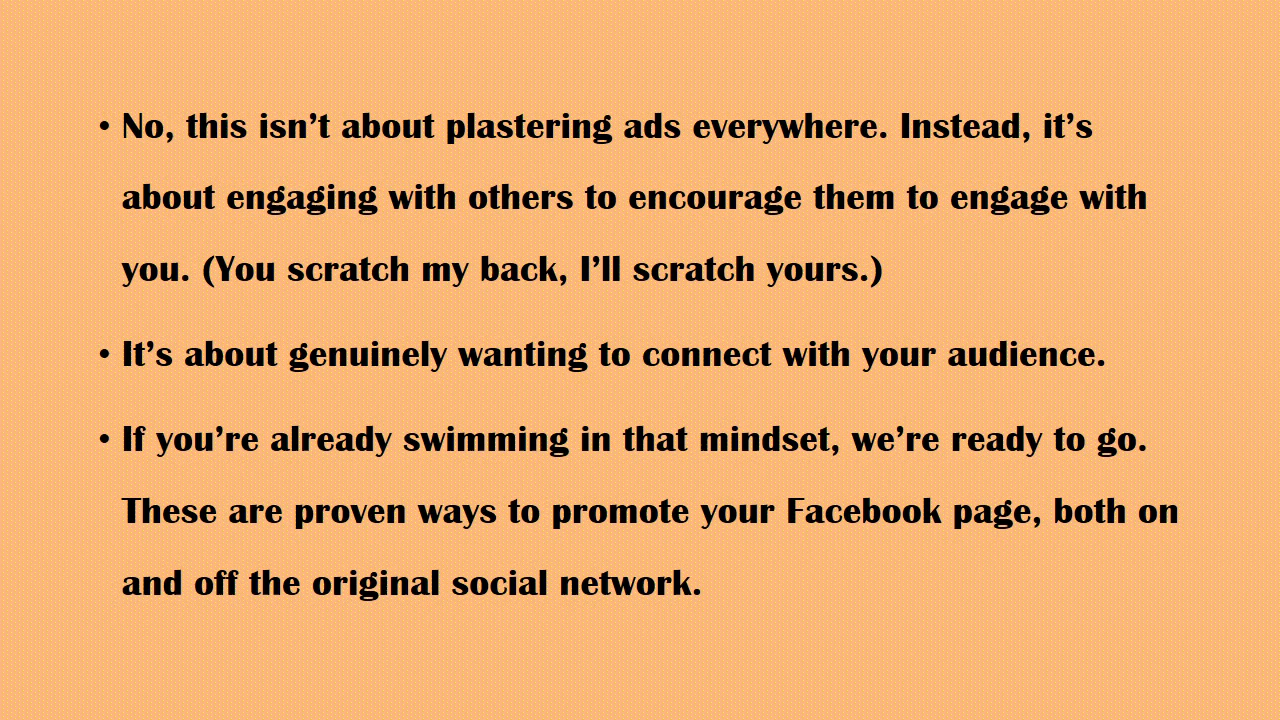 • No, this isn’t about plastering ads everywhere. Instead, it’s
about engaging with others to encourage them to engage with
you. (You scratch my back, I’ll scratch yours.)
• It’s about genuinely wanting to connect with your audience.
• If you’re already swimming in that mindset, we’re ready to go.
These are proven ways to promote your Facebook page, both on
and off the original social network.